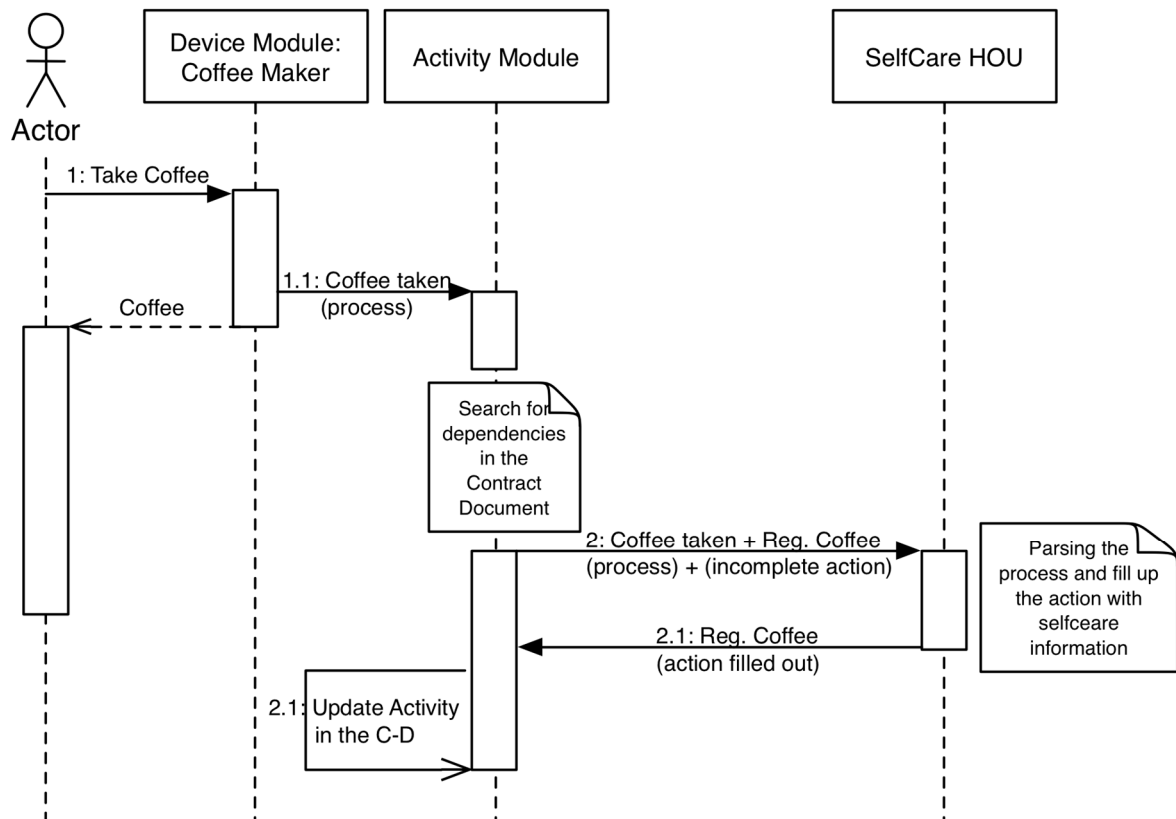 Device Module:
Coffee Maker
Activity Module
SelfCare HOU
Actor
1: Take Coffee
1.1: Coffee taken
(process)
Coffee
Search for
dependencies
in the
Contract
Document
2: Coffee taken + Reg. Coffee
(process) + (incomplete action)
Parsing the
process and fill up
the action with
selfceare
information
2.1: Reg. Coffee
(action filled out)
2.1: Update Activity
in the C-D